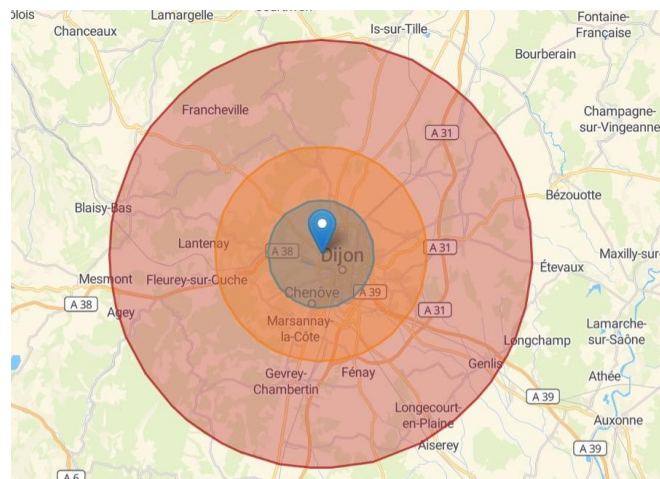 Lamargelle
Chanceaux
Is-sur-Tille
Fontaine-
Française
Bourberain
Francheville
Champagne-
sur-Vingeanne
A 31
Blaisy-Bas
Bézouotte
Lantenay
A 38
Dijon
A 31
Maxilly-sur-
Mesmont
Fleurey-sur-Ouche
Étevaux
A 38
Agey
Chenôve
A 39
A 31
Marsannay-
la-Côte
Lamarche-
sur-Saône
Longchamp
Gevrey-
Chambertin
Fénay
Genlis
Athée
A 39
Longecourt-
en-Plaine
Auxonne
Aiserey
A 39
A 6